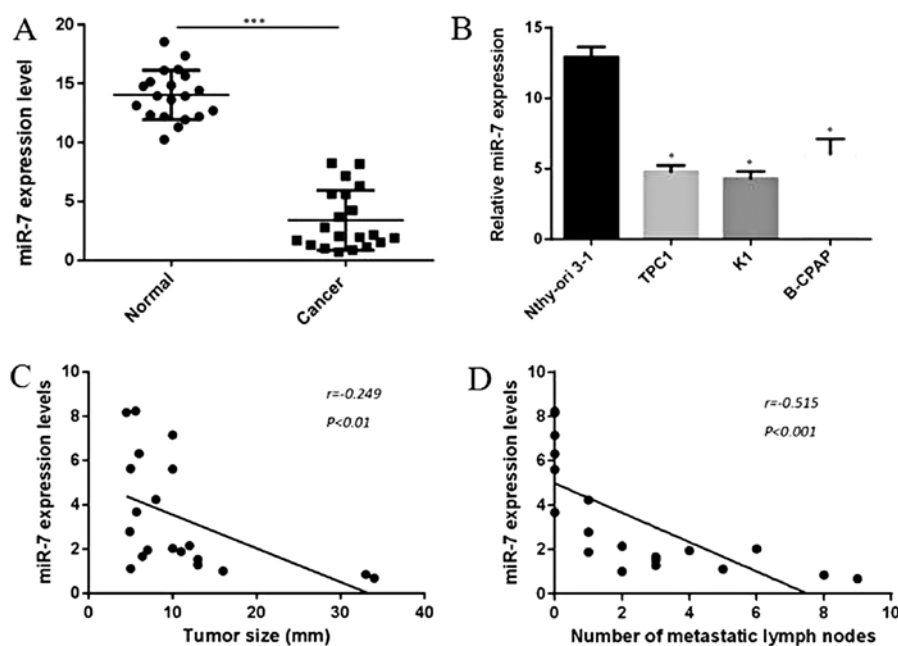 A
miR-7 expression level
20
15
10
5
0
***
Normal
Cancer
B
Relative miR-7 expression
15
10
5
0
*
*
*
Nthy-ori 3-1
TPC1
K1
B-CPAP
C
miR-7 expression levels
10
8
6
4
2
0
r=-0.249
P<0.01
0
10
20
30
40
Tumor size (mm)
D
miR-7 expression levels
10
8
6
4
2
0
r=-0.515
P<0.001
0
2
4
6
8
10
Number of metastatic lymph nodes